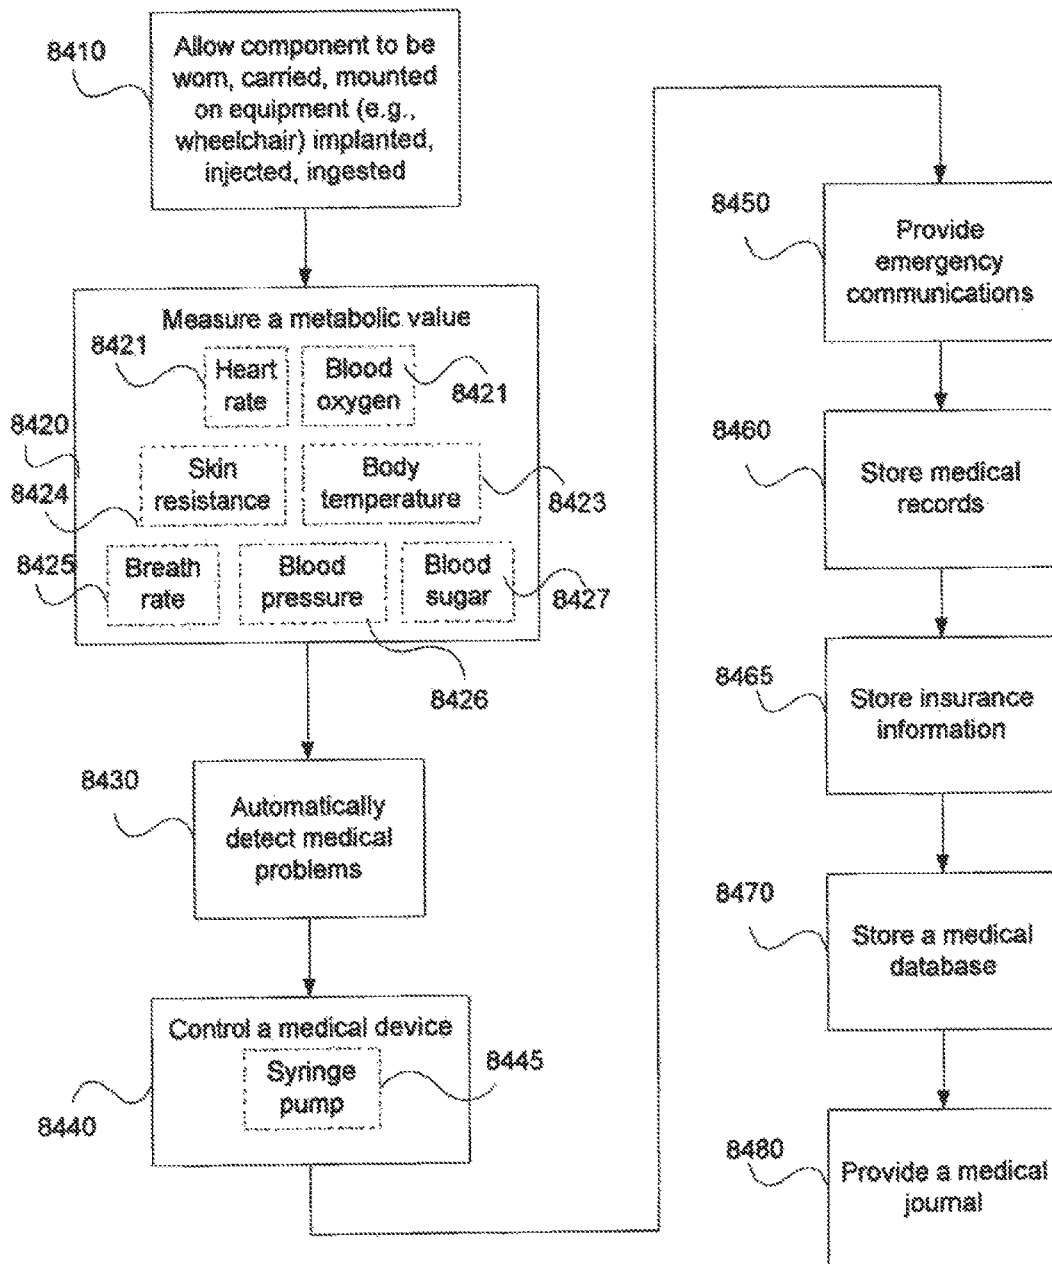 8410
Allow component to be
worn, carried, mounted
on equipment (e.g.,
wheelchair) implanted,
injected, ingested
8420
Measure a metabolic value
8421
Heart
rate
Blood
oxygen
8421
8424
Skin
resistance
Body
temperature
8423
8425
Breath
rate
Blood
pressure
8426
Blood
sugar
8427
8430
Automatically
detect medical
problems
8440
Control a medical device
Syringe
pump
8445
8450
Provide
emergency
communications
8460
Store medical
records
8465
Store insurance
information
8470
Store a medical
database
8480
Provide a medical
journal